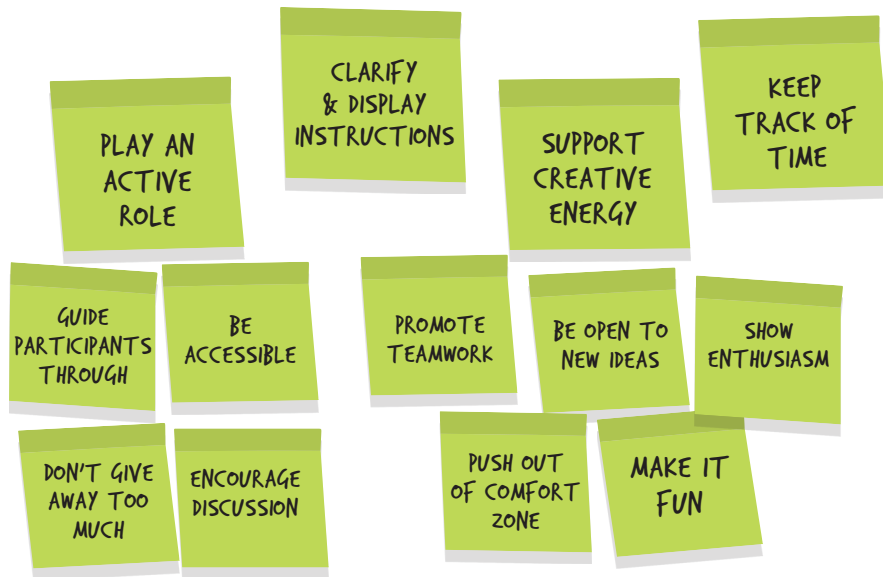 PLAY AN
ACTIVE
ROLE
CLARIFY
& DISPLAY
INSTRUCTIONS
SUPPORT
CREATIVE
ENERGY
KEEP
TRACK OF
TIME
GUIDE
PARTICIPANTS
THROUGH
BE
ACCESSIBLE
PROMOTE
TEAMWORK
BE OPEN TO
NEW IDEAS
SHOW
ENTHUSIASM
DON'T GIVE
AWAY TOO
MUCH
ENCOURAGE
DISCUSSION
PUSH OUT
OF COMFORT
ZONE
MAKE IT
FUN